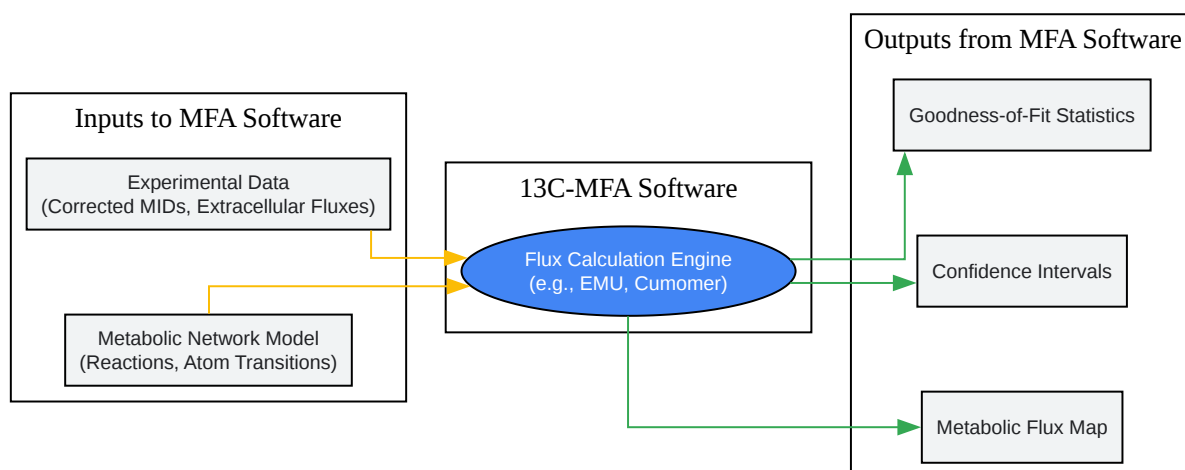 Inputs to MFA Software
Experimental Data
(Corrected MIDs, Extracellular Fluxes)
Metabolic Network Model
(Reactions, Atom Transitions)
13C-MFA Software
Flux Calculation Engine
(e.g., EMU, Cumomer)
Outputs from MFA Software
Goodness-of-Fit Statistics
Confidence Intervals
Metabolic Flux Map